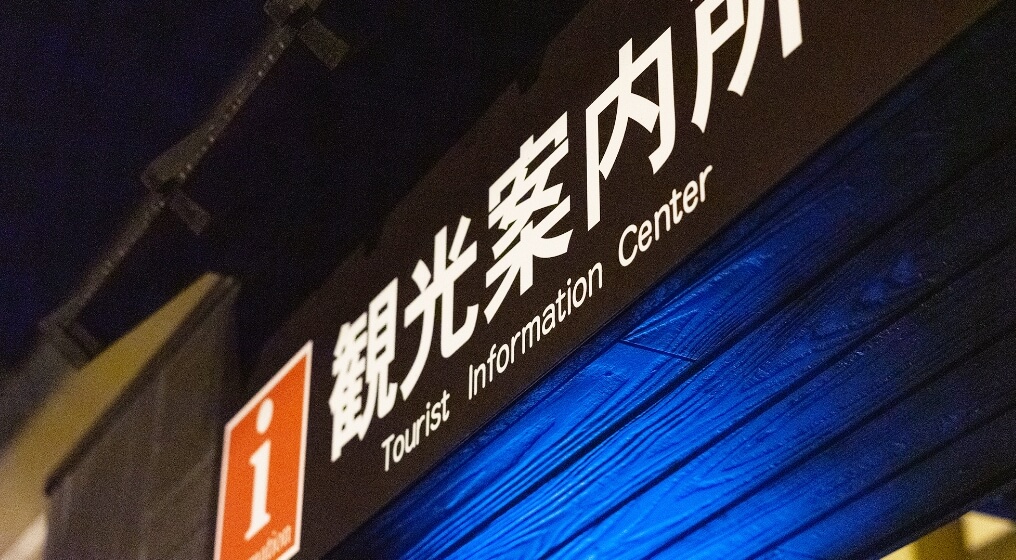 観光案内所
Tourist Information Center
i